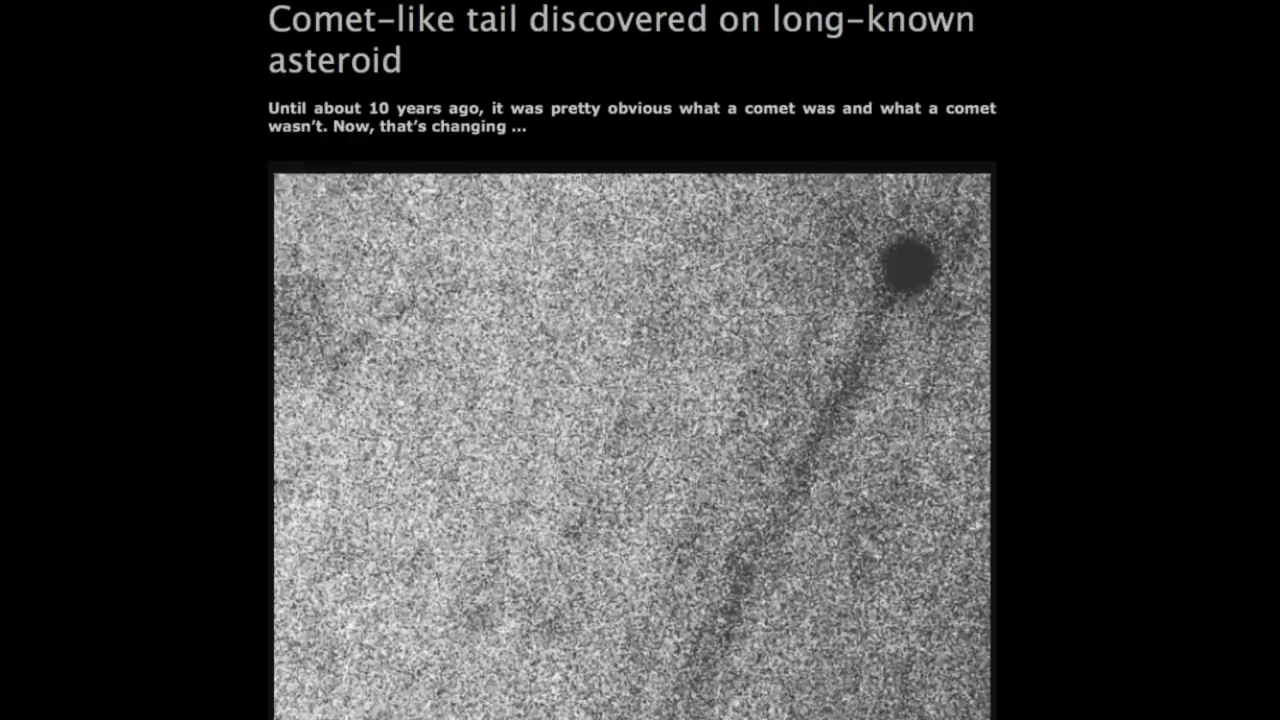 Comet-like tail discovered on long-known
asteroid
Until about 10 years ago, it was pretty obvious what a comet was and what a comet
wasn't. Now, that's changing ...